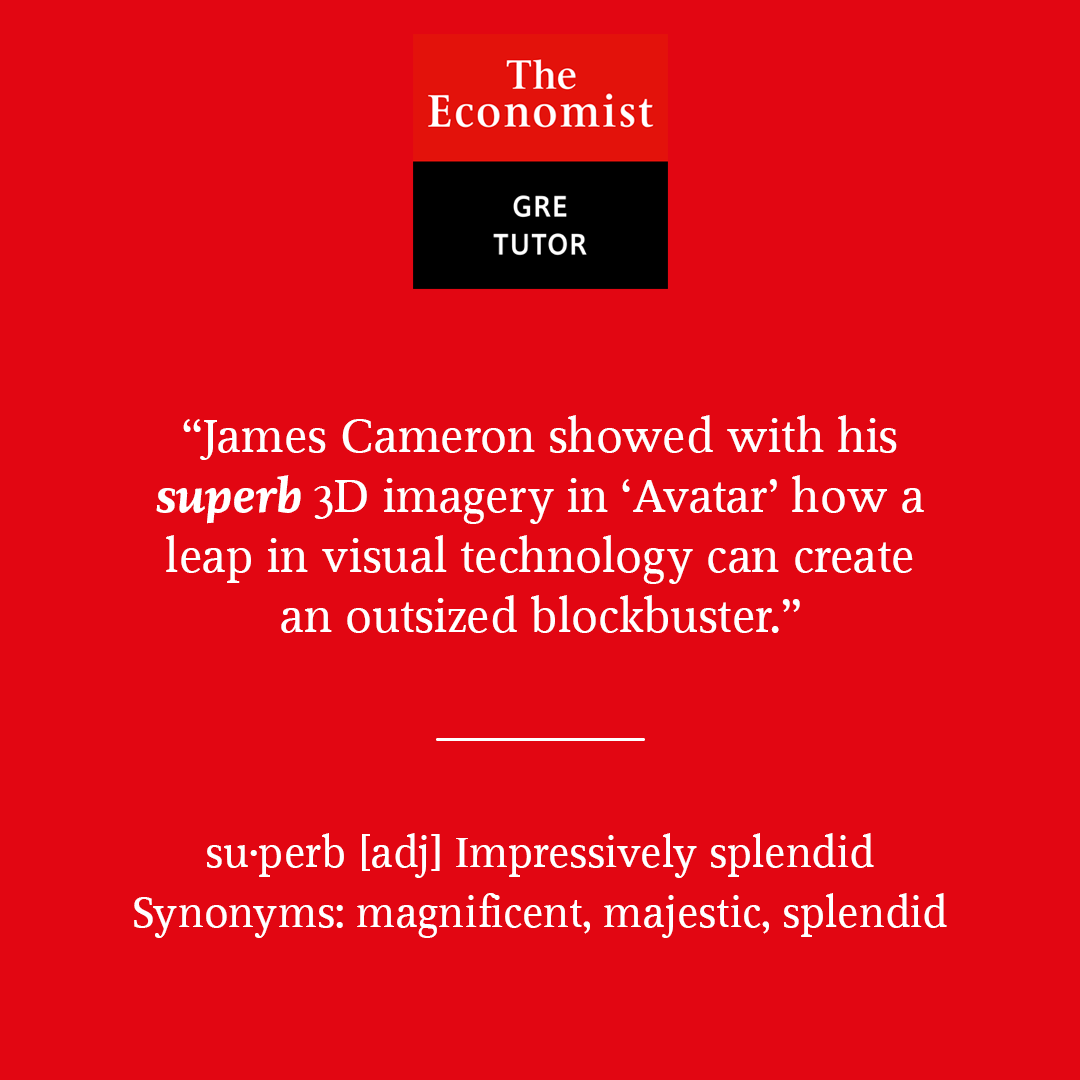 The
Economist
GRE
TUTOR
“James Cameron showed with his
superb 3D imagery in ‘Avatar’ how a
leap in visual technology can create
an outsized blockbuster.”
su·perb [adj] Impressively splendid
Synonyms: magnificent, majestic, splendid